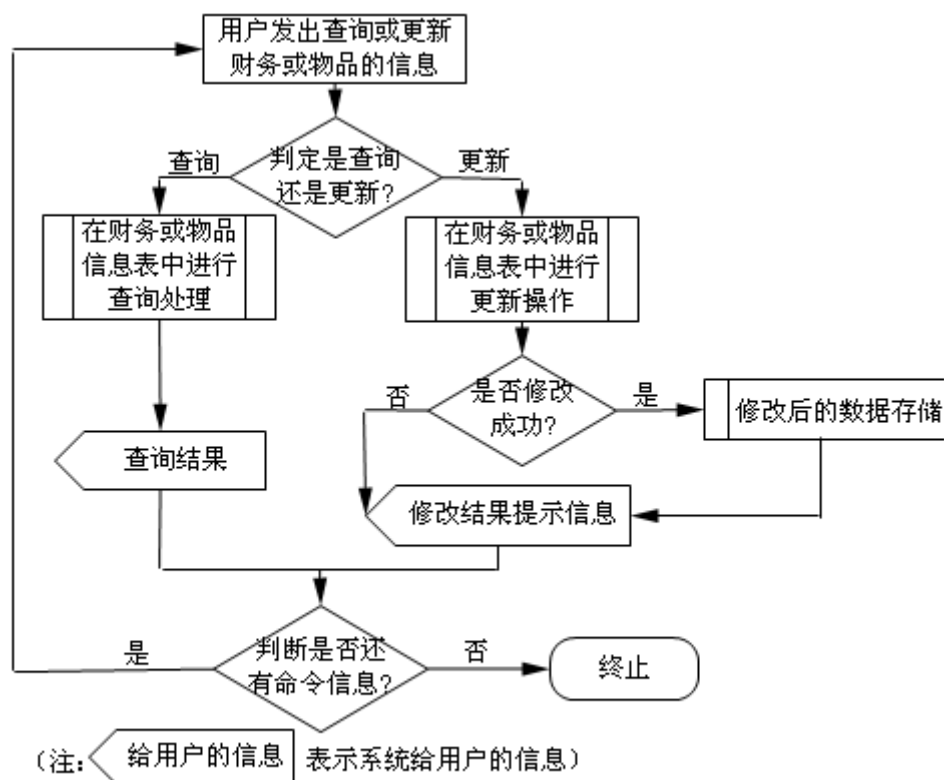 用户发出查询或更新
财务或物品的信息
查询
判定是查询
还是更新?
更新
在财务或物品
信息表中进行
查询处理
在财务或物品
信息表中进行
更新操作
否
是否修改
成功?
是
修改后的数据存储
查询结果
修改结果提示信息
是
判断是否还
有命令信息?
否
终止
(注: 给用户的信息 表示系统给用户的信息)